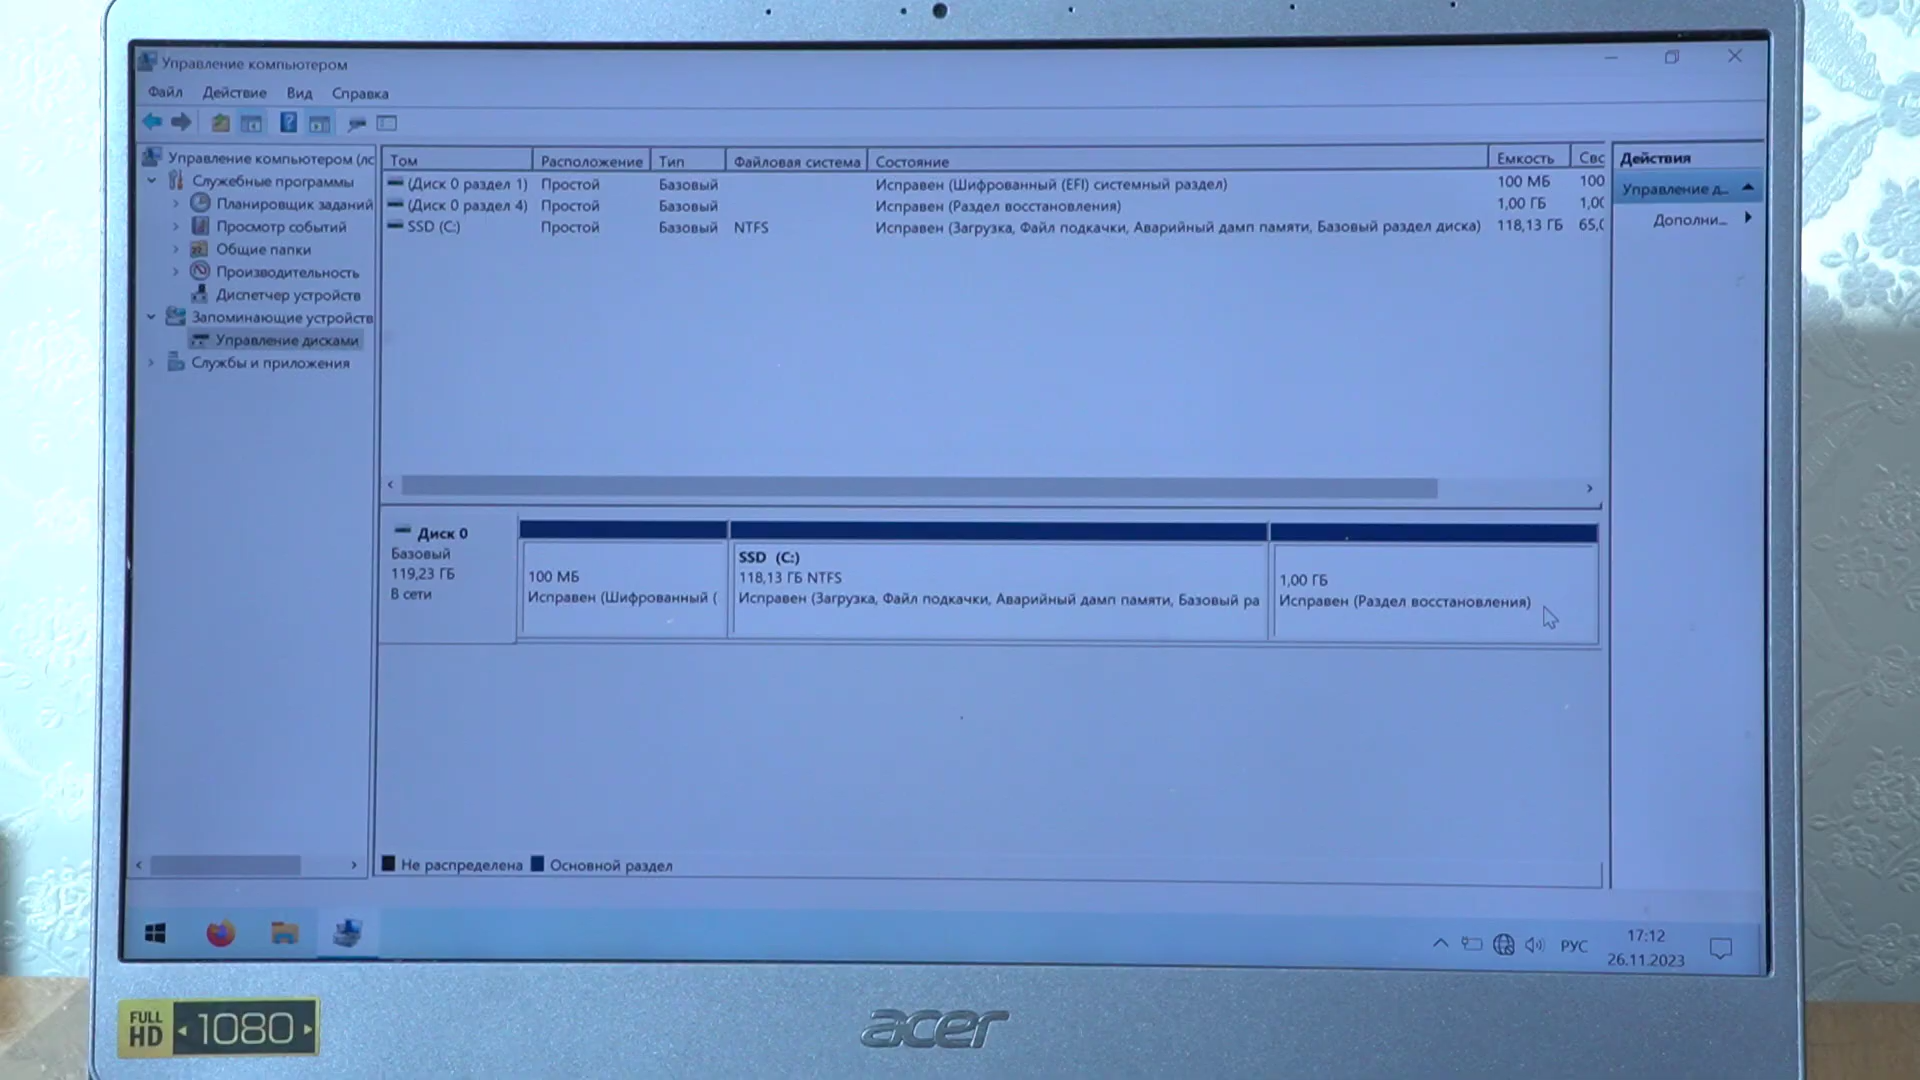 Управление компьютером
Файл Действие Вид Справка
Управление компьютером (лс
Служебные программы
Планировщик заданий
Просмотр событий
Общие папки
Производительность
Диспетчер устройств
Запоминающие устройств
Управление дисками
Службы и приложения
Том Расположение Тип Файловая система Состояние Емкость Свс
(Диск 0 раздел 1) Простой Базовый Исправен (Шифрованный (EFI) системный раздел) 100 МБ 100
(Диск 0 раздел 4) Простой Базовый Исправен (Раздел восстановления) 1,00 ГБ 1,0
SSD (C:) Простой Базовый NTFS Исправен (Загрузка, Файл подкачки, Аварийный дамп памяти, Базовый раздел диска) 118,13 ГБ 65,
Действия
Управление д...
Дополни...
Диск 0
Базовый
119,23 ГБ
В сети
100 МБ
Исправен (Шифрованный (
SSD (C:)
118,13 ГБ NTFS
Исправен (Загрузка, Файл подкачки, Аварийный дамп памяти, Базовый ра
1,00 ГБ
Исправен (Раздел восстановления)
Не распределена Основной раздел
РУС
17:12
26.11.2023
FULL HD 1080
acer